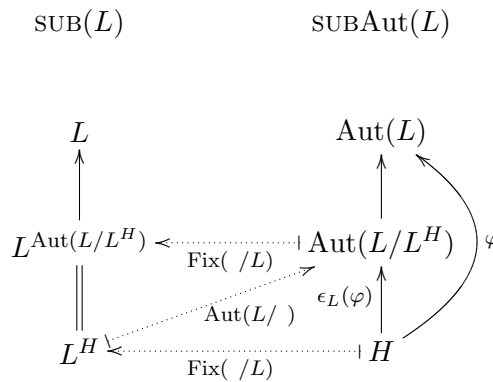 SUB(L) SUBAut(L)
L Aut(L)
L^{Aut(L/L^H)} Fix( /L) Aut(L/L^H) φ
Aut(L/ ) ϵ_L(φ)
L^H Fix( /L) H